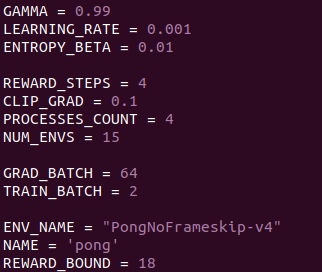 GAMMA = 0.99
LEARNING_RATE = 0.001
ENTROPY_BETA = 0.01
REWARD_STEPS = 4
CLIP_GRAD = 0.1
PROCESSES_COUNT = 4
NUM_ENVS = 15
GRAD_BATCH = 64
TRAIN_BATCH = 2
ENV_NAME = "PongNoFrameskip-v4"
NAME = 'pong'
REWARD_BOUND = 18